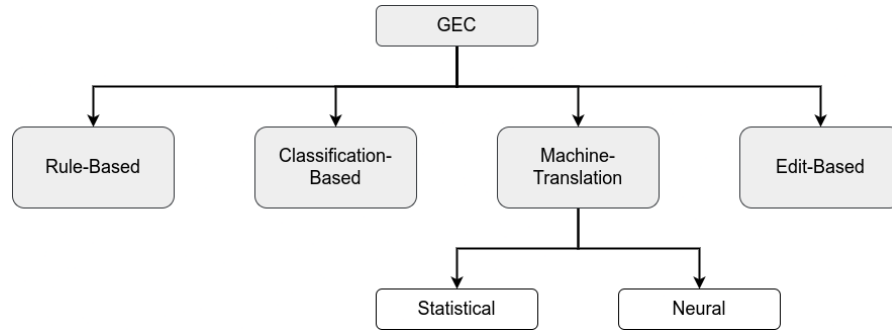 GEC
Rule-Based
Classification-
Based
Machine-
Translation
Edit-Based
Statistical
Neural